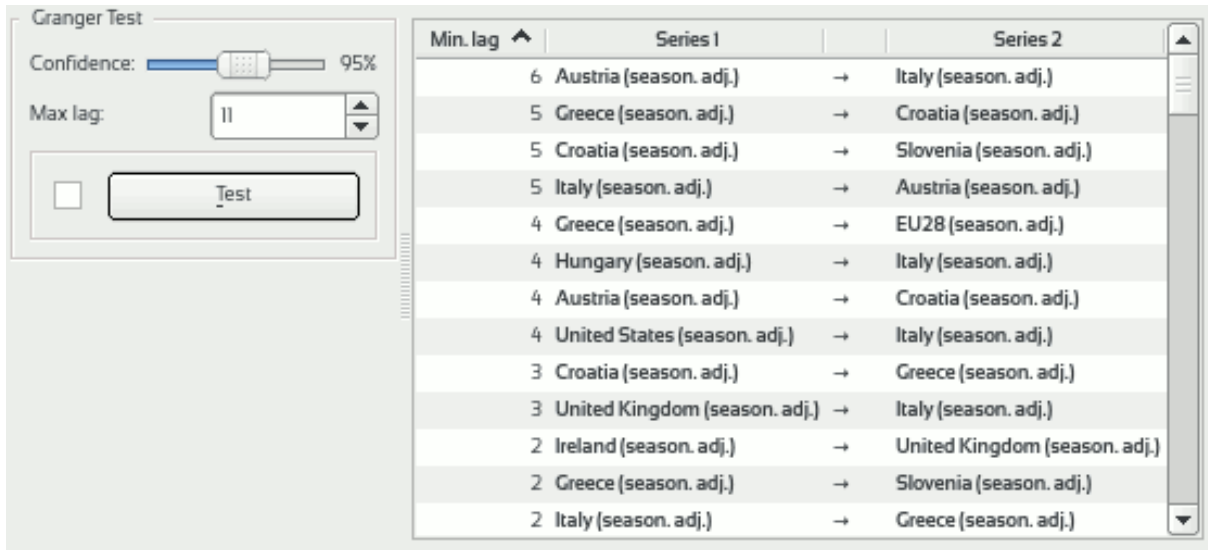 Granger Test
Confidence: 95%
Max lag: 11
Test
Min. lag Series 1 Series 2
6 Austria (season. adj.) → Italy (season. adj.)
5 Greece (season. adj.) → Croatia (season. adj.)
5 Croatia (season. adj.) → Slovenia (season. adj.)
5 Italy (season. adj.) → Austria (season. adj.)
4 Greece (season. adj.) → EU28 (season. adj.)
4 Hungary (season. adj.) → Italy (season. adj.)
4 Austria (season. adj.) → Croatia (season. adj.)
4 United States (season. adj.) → Italy (season. adj.)
3 Croatia (season. adj.) → Greece (season. adj.)
3 United Kingdom (season. adj.) → Italy (season. adj.)
2 Ireland (season. adj.) → United Kingdom (season. adj.)
2 Greece (season. adj.) → Slovenia (season. adj.)
2 Italy (season. adj.) → Greece (season. adj.)